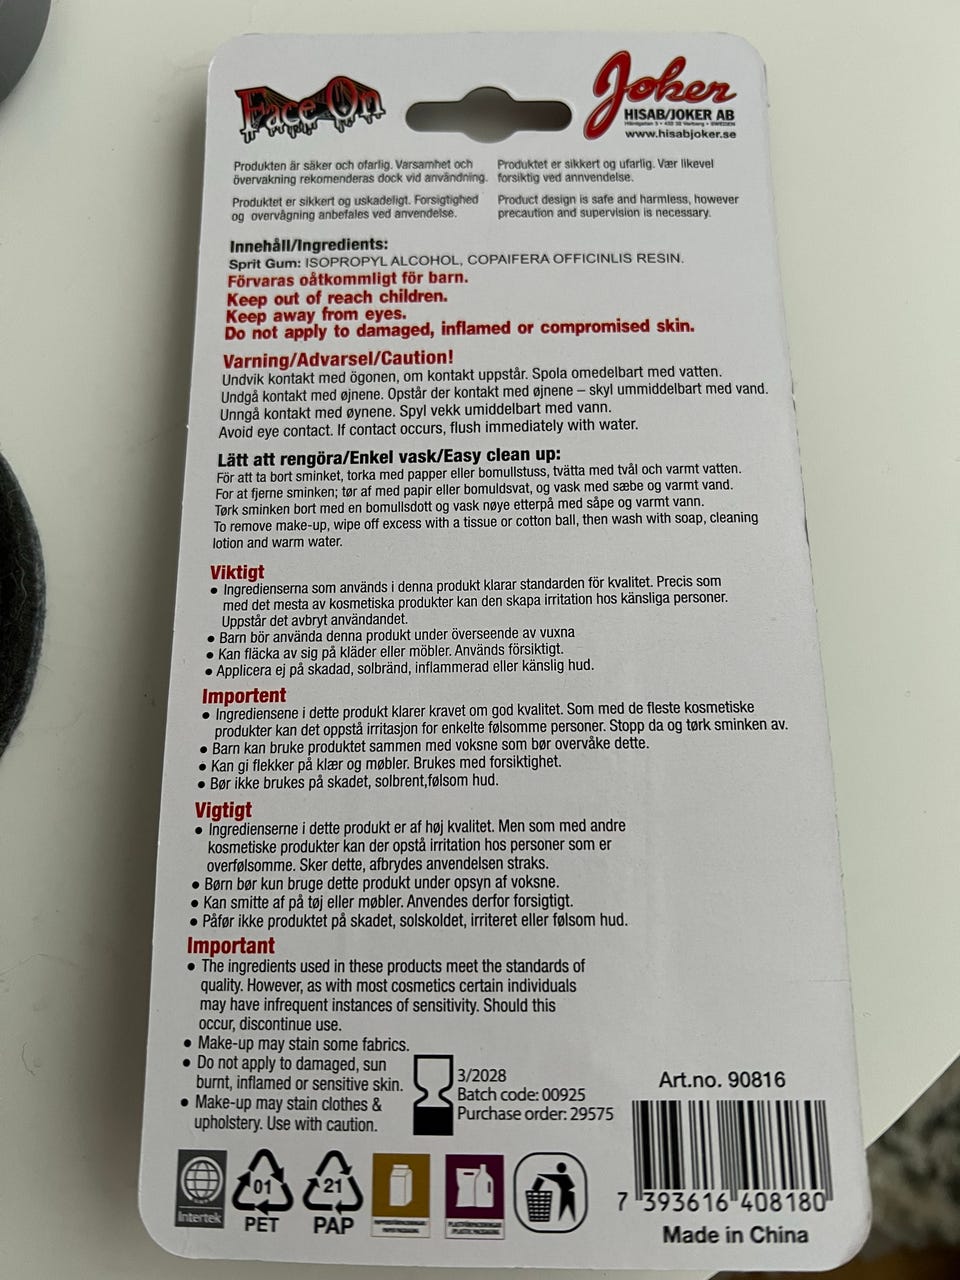 Face On
Joker
HISAB/JOKER AB
www.hisabjoker.se
Produkten är säker och ofarlig. Varsamhet och
övervakning rekomenderas dock vid användning.
Produktet er sikkert og ufarlig. Vær likevel
forsiktig ved annvendelse.
Produktet er sikkert og uskadeligt. Forsigtighed
og overvågning anbefales ved anvendelse.
Product design is safe and harmless, however
precaution and supervision is necessary.
Innehåll/Ingredients:
Sprit Gum: ISOPROPYL ALCOHOL, COPAIFERA OFFICINLIS RESIN.
Förvaras oåtkommligt för barn.
Keep out of reach children.
Keep away from eyes.
Do not apply to damaged, inflamed or compromised skin.
Varning/Advarsel/Caution!
Undvik kontakt med ögonen, om kontakt uppstår. Spola omedelbart med vatten.
Undgå kontakt med øjnene. Opstår der kontakt med øjnene – skyl ummiddelbart med vand.
Unngå kontakt med øynene. Spyl vekk umiddelbart med vann.
Avoid eye contact. If contact occurs, flush immediately with water.
Lätt att rengöra/Enkel vask/Easy clean up:
För att ta bort sminket, torka med papper eller bomullstuss, tvätta med tvål och varmt vatten.
For at fjerne sminken; tør af med papir eller bomuldsvat, og vask med sæbe og varmt vand.
Tørk sminken bort med en bomullsdott og vask nøye etterpå med såpe og varmt vann.
To remove make-up, wipe off excess with a tissue or cotton ball, then wash with soap, cleaning
lotion and warm water.
Viktigt
• Ingredienserna som används i denna produkt klarar standarden för kvalitet. Precis som
med det mesta av kosmetiska produkter kan den skapa irritation hos känsliga personer.
Uppstår det avbryt användandet.
• Barn bör använda denna produkt under överseende av vuxna
• Kan fläcka av sig på kläder eller möbler. Används försiktigt.
• Applicera ej på skadad, solbränd, inflammerad eller känslig hud.
Importent
• Ingrediensene i dette produkt klarer kravet om god kvalitet. Som med de fleste kosmetiske
produkter kan det oppstå irritasjon for enkelte følsomme personer. Stopp da og tørk sminken av.
• Barn kan bruke produktet sammen med voksne som bør overvåke dette.
• Kan gi flekker på klær og møbler. Brukes med forsiktighet.
• Bør ikke brukes på skadet, solbrent,følsom hud.
Vigtigt
• Ingredienserne i dette produkt er af høj kvalitet. Men som med andre
kosmetiske produkter kan der opstå irritation hos personer som er
overfølsomme. Sker dette, afbrydes anvendelsen straks.
• Børn bør kun bruge dette produkt under opsyn af voksne.
• Kan smitte af på tøj eller møbler. Anvendes derfor forsigtigt.
• Påfør ikke produktet på skadet, solskoldet, irriteret eller følsom hud.
Important
• The ingredients used in these products meet the standards of
quality. However, as with most cosmetics certain individuals
may have infrequent instances of sensitivity. Should this
occur, discontinue use.
• Make-up may stain some fabrics.
• Do not apply to damaged, sun
burnt, inflamed or sensitive skin.
• Make-up may stain clothes &
upholstery. Use with caution.
3/2028
Batch code: 00925
Purchase order: 29575
Art.no. 90816
Intertek
01
PET
21
PAP
7 393616 408180
Made in China